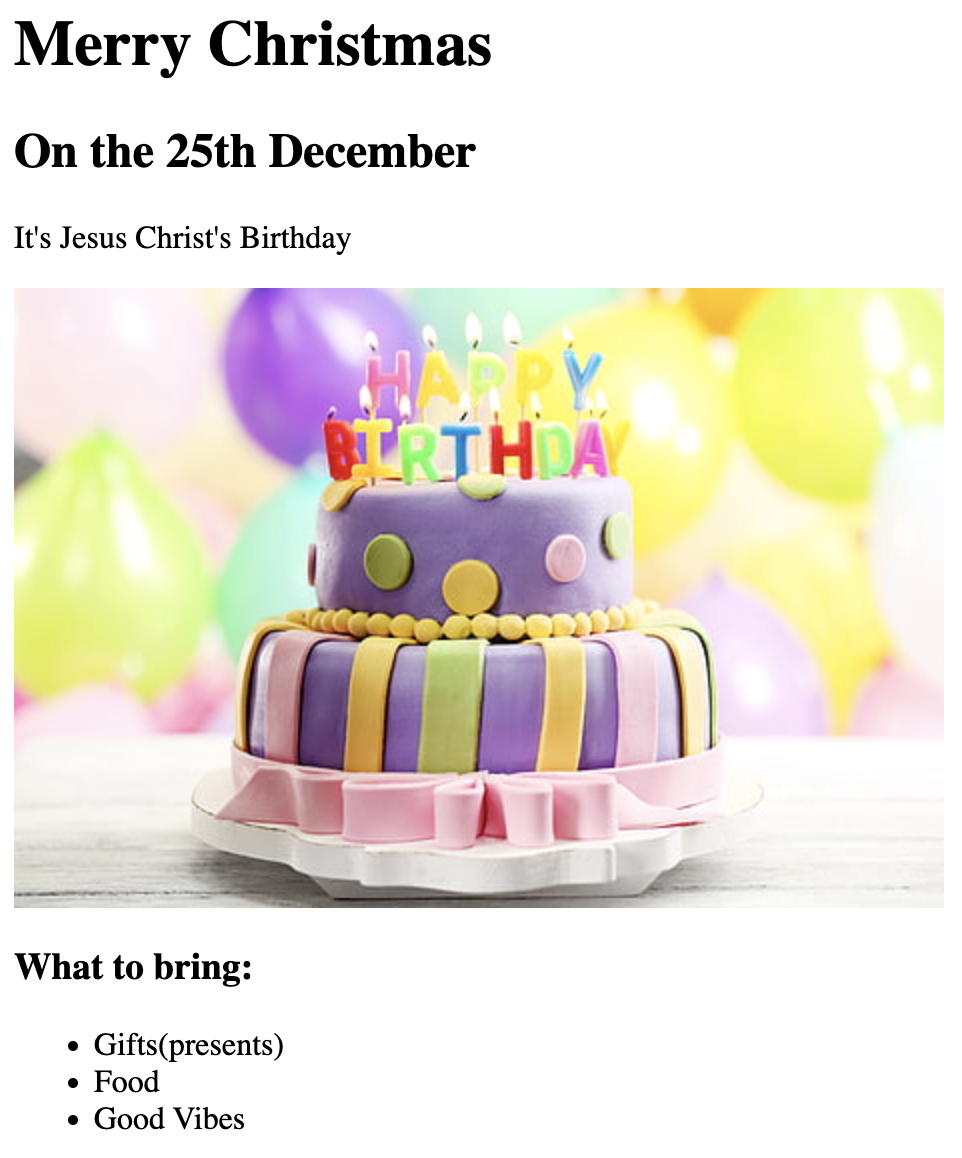 Merry Christmas
On the 25th December
It's Jesus Christ's Birthday
HAPPY
BIRTHDAY
What to bring:
Gifts(presents)
Food
Good Vibes